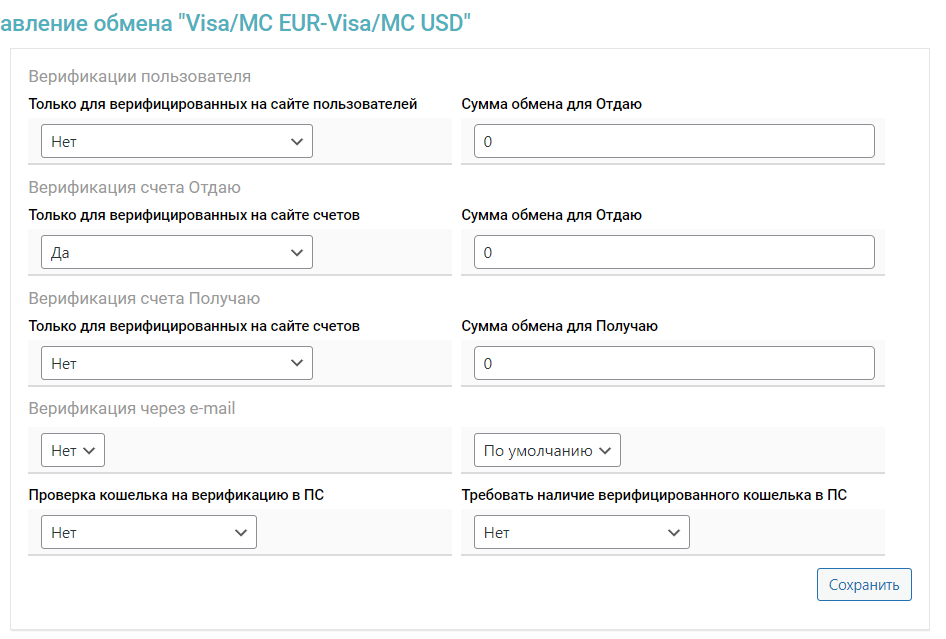 авление обмена "Visa/MC EUR-Visa/MC USD"
Верификации пользователя
Только для верифицированных на сайте пользователей
Сумма обмена для Отдаю
Нет
0
Верификация счета Отдаю
Только для верифицированных на сайте счетов
Сумма обмена для Отдаю
Да
0
Верификация счета Получаю
Только для верифицированных на сайте счетов
Сумма обмена для Получаю
Нет
0
Верификация через e-mail
Нет
По умолчанию
Проверка кошелька на верификацию в ПС
Требовать наличие верифицированного кошелька в ПС
Нет
Нет
Сохранить